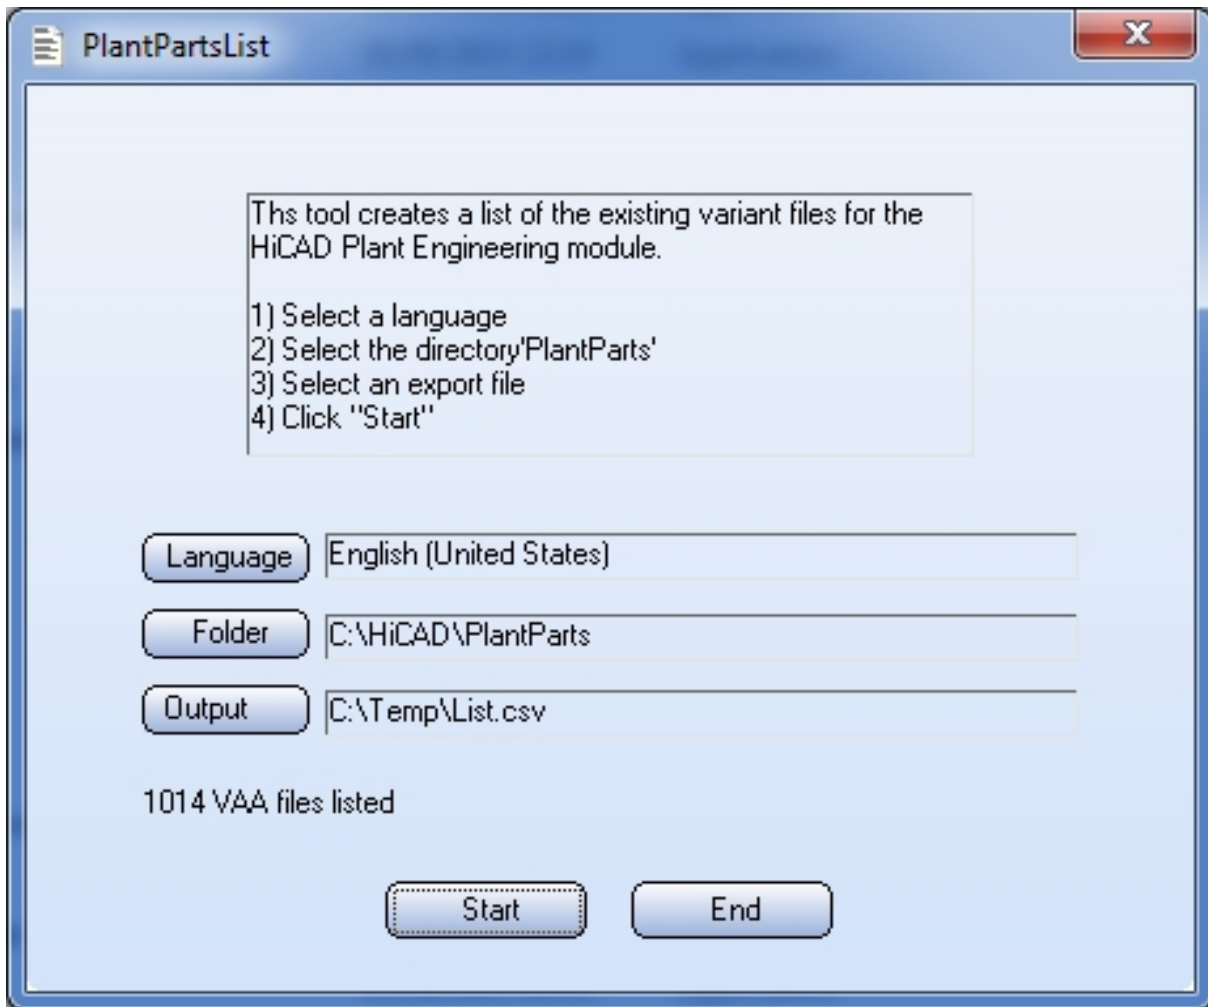 PlantPartsList
Ths tool creates a list of the existing variant files for the
HiCAD Plant Engineering module.
1) Select a language
2) Select the directory'PlantParts'
3) Select an export file
4) Click "Start"
Language English (United States)
Folder C:\HiCAD\PlantParts
Output C:\Temp\List.csv
1014 VAA files listed
Start End